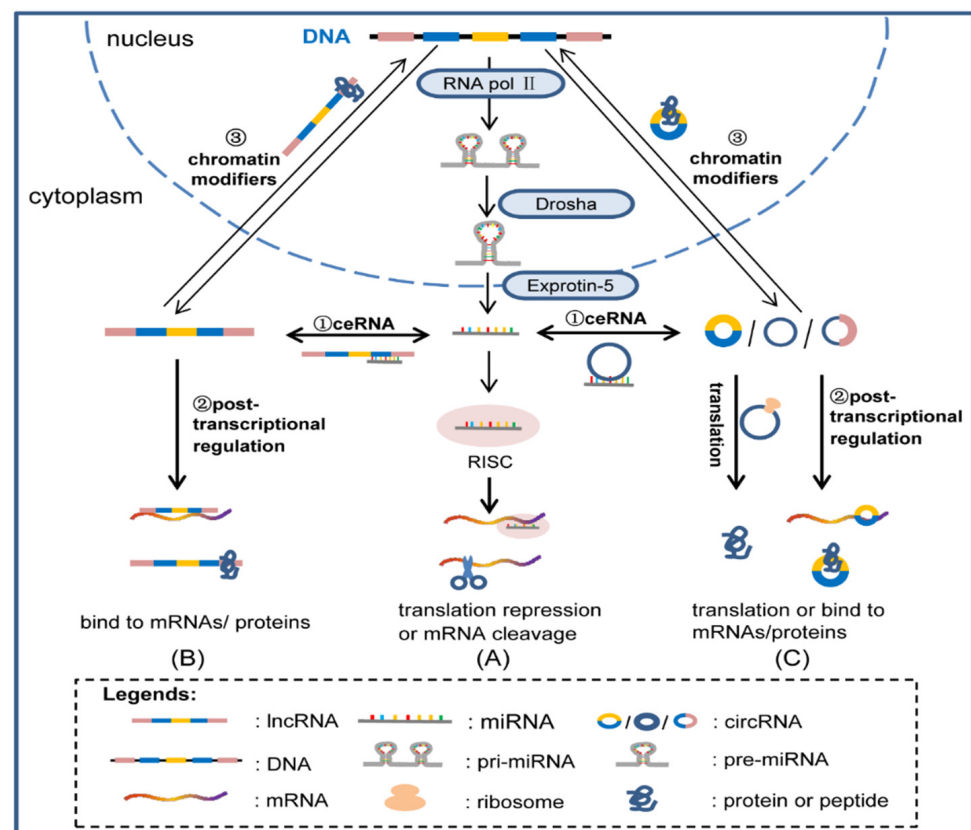 nucleus
DNA
RNA pol Ⅱ
③
chromatin
modifiers
③
chromatin
modifiers
cytoplasm
Drosha
Exprotin-5
①ceRNA
①ceRNA
/ /
②post-
transcriptional
regulation
RISC
translation
②post-
transcriptional
regulation
bind to mRNAs/ proteins
translation repression
or mRNA cleavage
translation or bind to
mRNAs/proteins
(B)
(A)
(C)
Legends:
: lncRNA
: miRNA
/ / : circRNA
: DNA
: pri-miRNA
: pre-miRNA
: mRNA
: ribosome
: protein or peptide